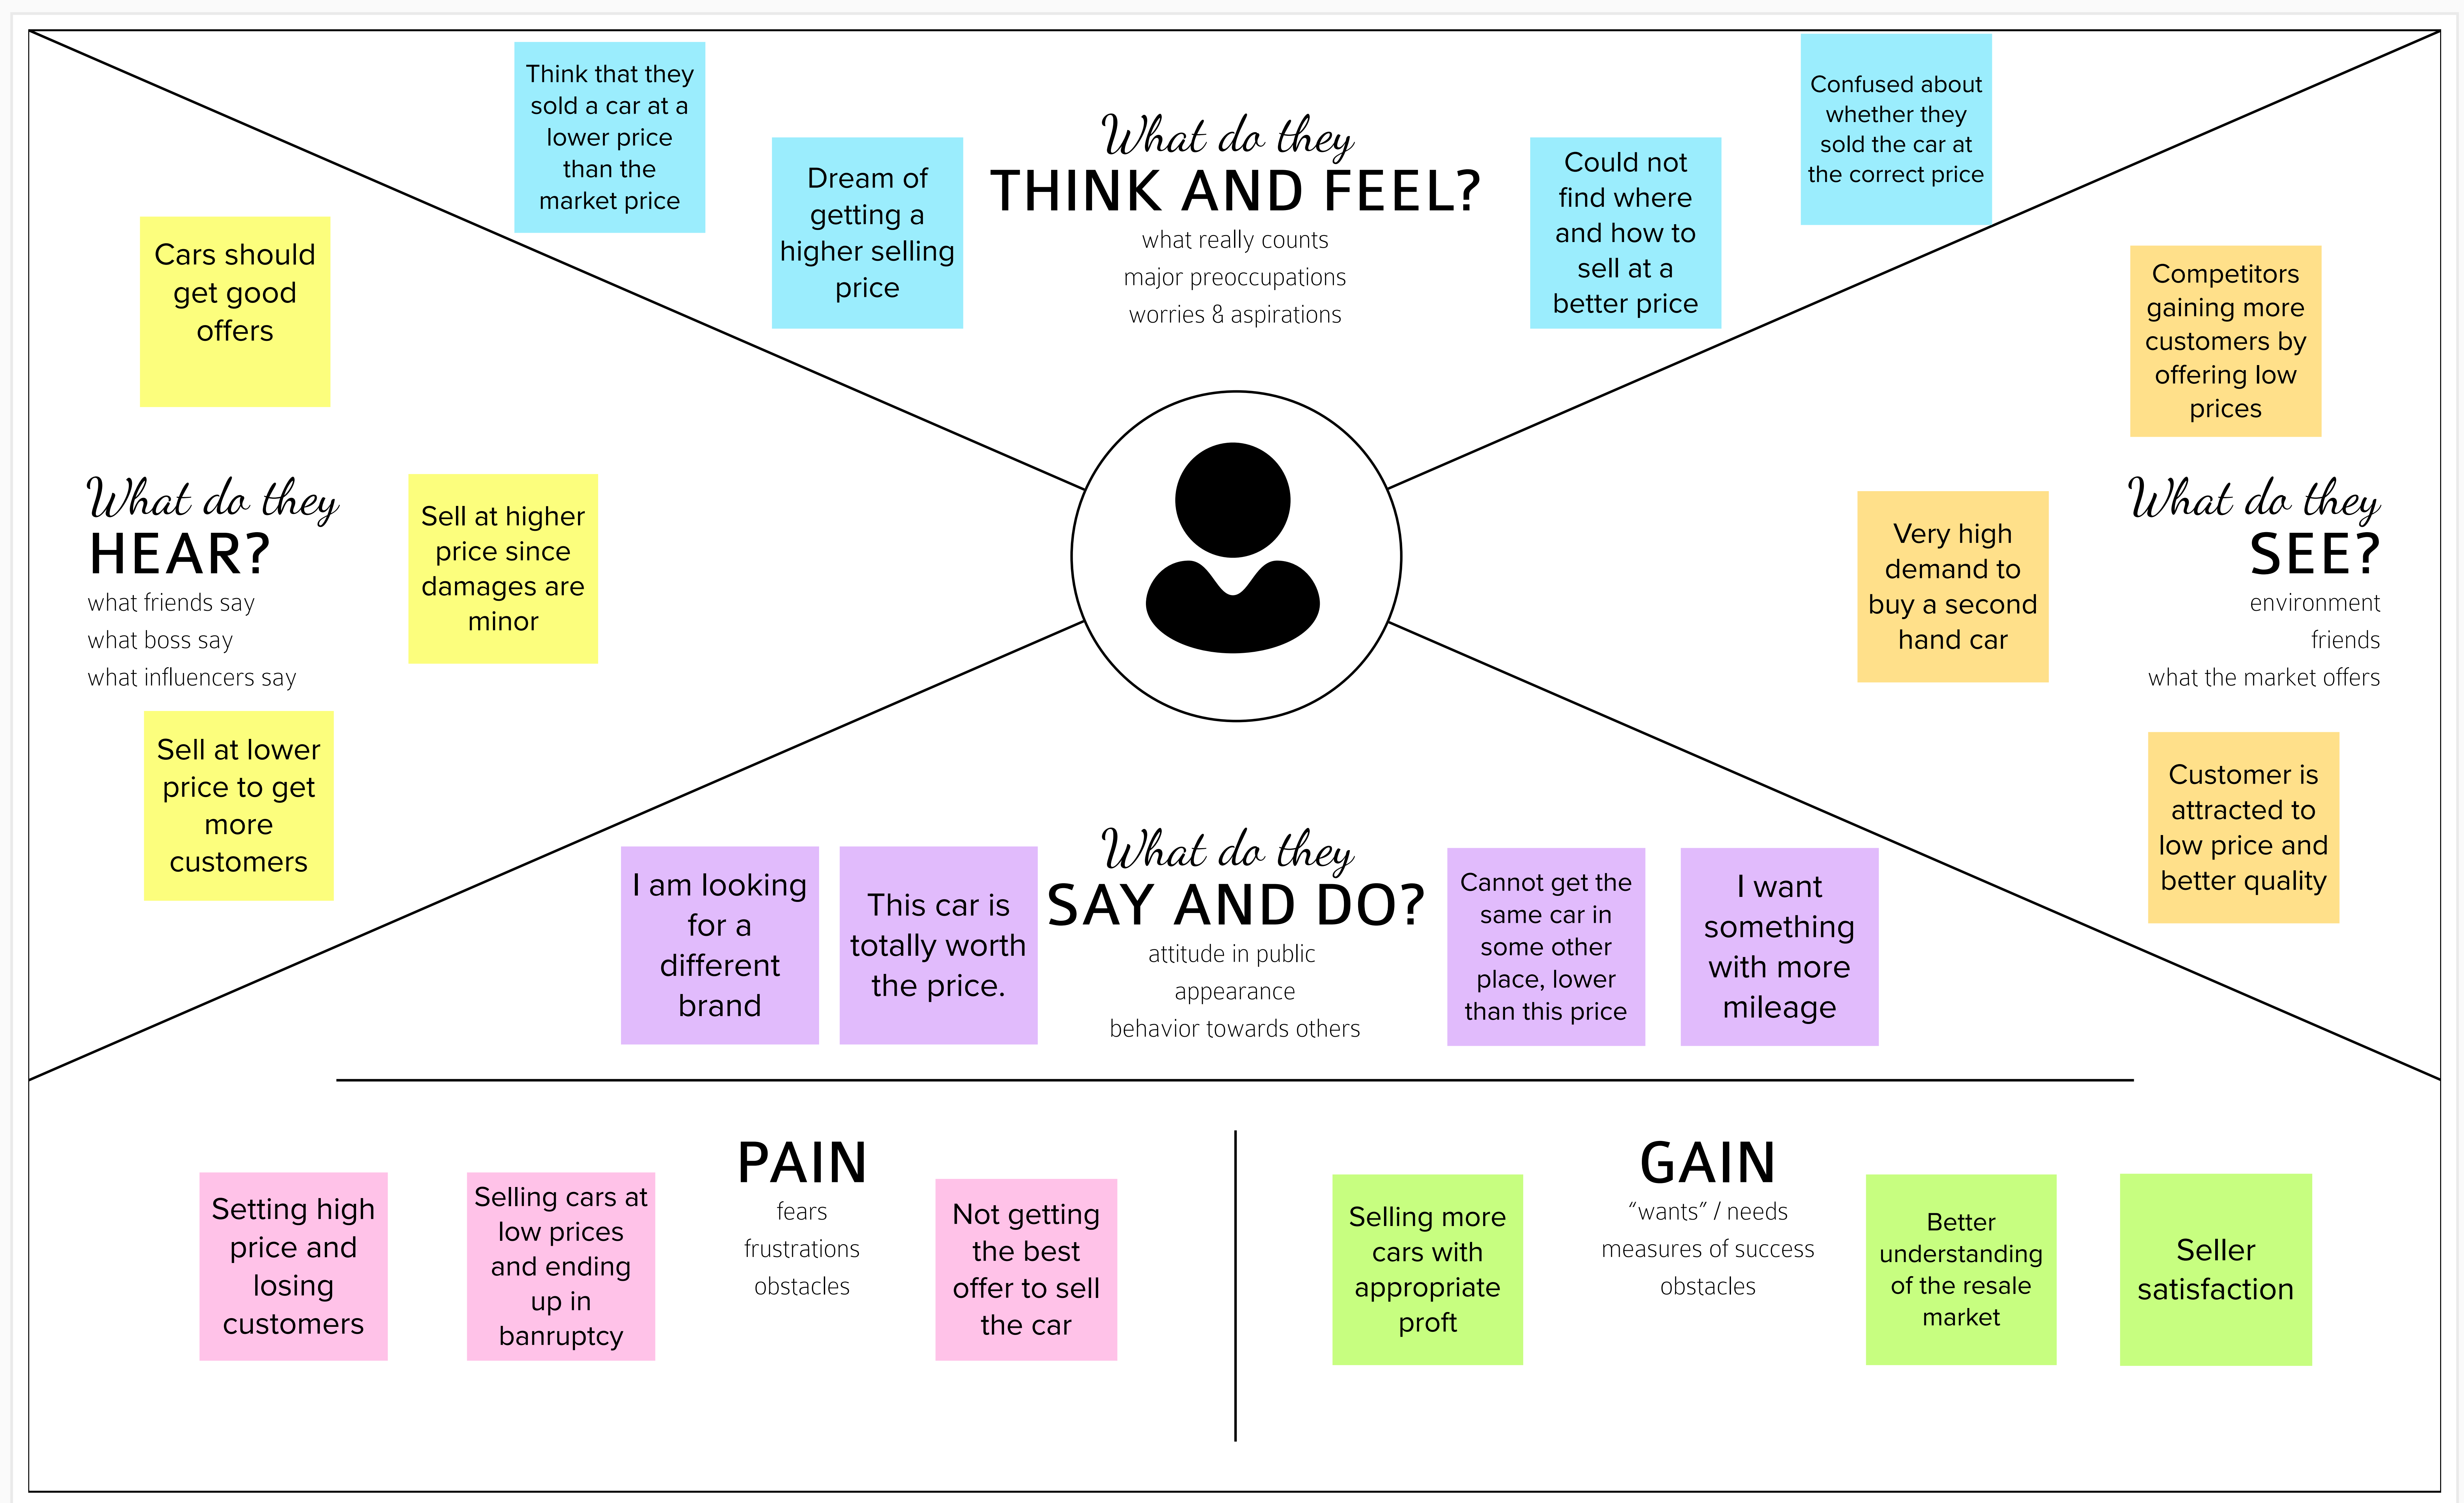 Think that they
sold a car at a
lower price
than the
market price
Dream of
getting a
higher selling
price
What do they
THINK AND FEEL?
what really counts
major preoccupations
worries & aspirations
Could not
find where
and how to
sell at a
better price
Confused about
whether they
sold the car at
the correct price
Cars should
get good
offers
What do they
HEAR?
what friends say
what boss say
what influencers say
Sell at higher
price since
damages are
minor
Sell at lower
price to get
more
customers
Competitors
gaining more
customers by
offering low
prices
Very high
demand to
buy a second
hand car
What do they
SEE?
environment
friends
what the market offers
Customer is
attracted to
low price and
better quality
I am looking
for a
different
brand
This car is
totally worth
the price.
What do they
SAY AND DO?
attitude in public
appearance
behavior towards others
Cannot get the
same car in
some other
place, lower
than this price
I want
something
with more
mileage
Setting high
price and
losing
customers
Selling cars at
low prices
and ending
up in
banruptcy
PAIN
fears
frustrations
obstacles
Not getting
the best
offer to sell
the car
Selling more
cars with
appropriate
proft
GAIN
“wants” / needs
measures of success
obstacles
Better
understanding
of the resale
market
Seller
satisfaction